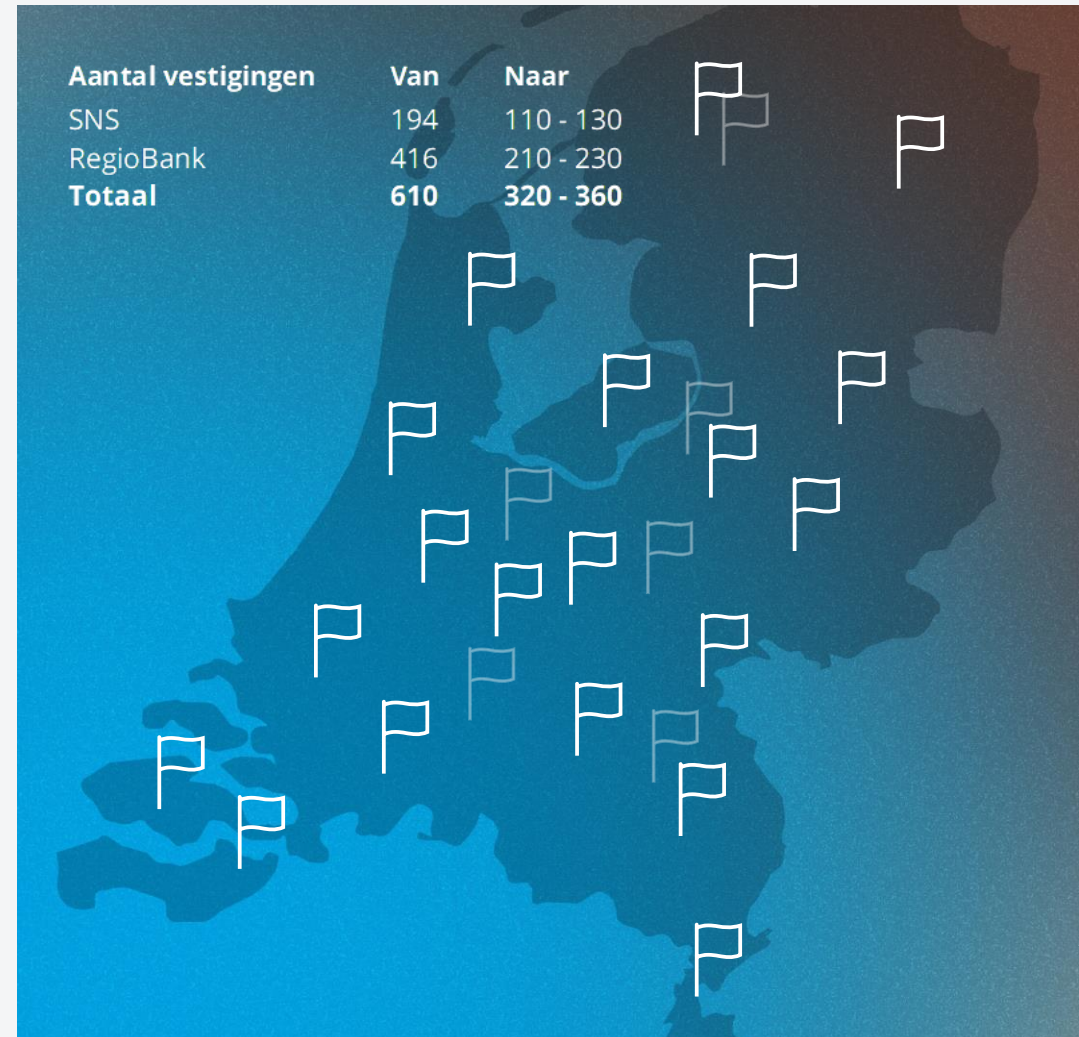 Aantal vestigingen Van Naar
SNS 194 110 - 130
RegioBank 416 210 - 230
Totaal 610 320 - 360